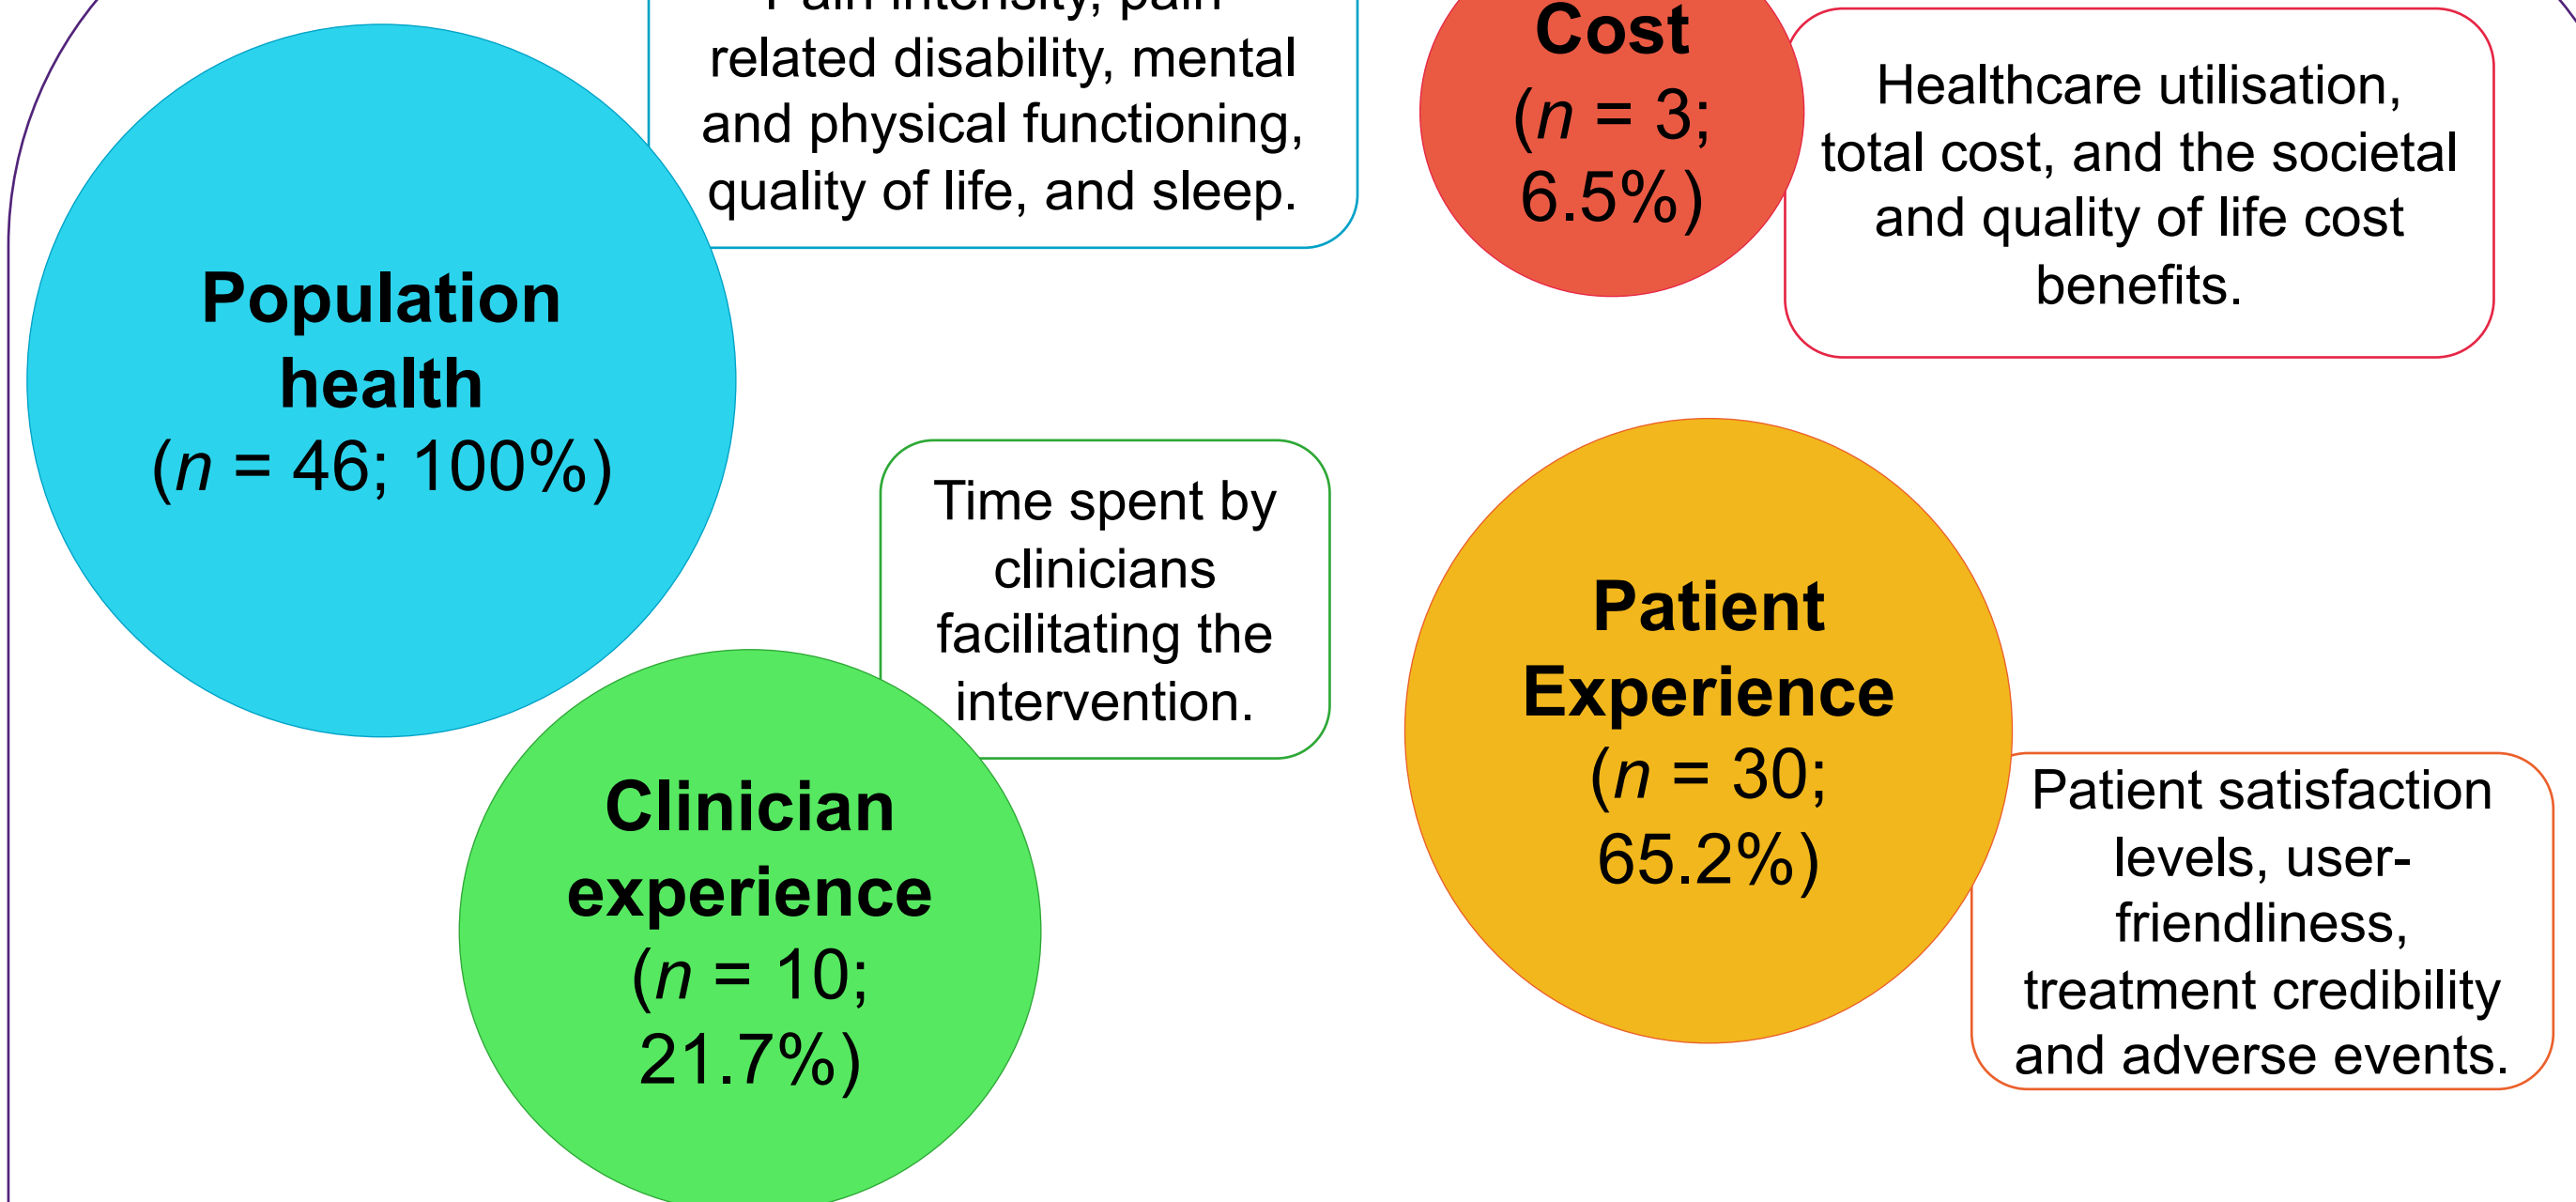 Pain intensity, pain
related disability, mental
and physical functioning,
quality of life, and sleep.
Population
health
(n = 46; 100%)
Cost
(n = 3;
6.5%)
Healthcare utilisation,
total cost, and the societal
and quality of life cost
benefits.
Time spent by
clinicians
facilitating the
intervention.
Clinician
experience
(n = 10;
21.7%)
Patient
Experience
(n = 30;
65.2%)
Patient satisfaction
levels, user-
friendliness,
treatment credibility
and adverse events.